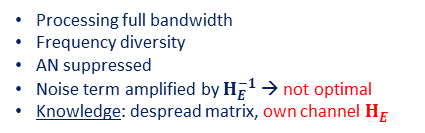 • Processing full bandwidth
• Frequency diversity
• AN suppressed
• Noise term amplified by H_E^{-1} → not optimal
• Knowledge: despread matrix, own channel H_E